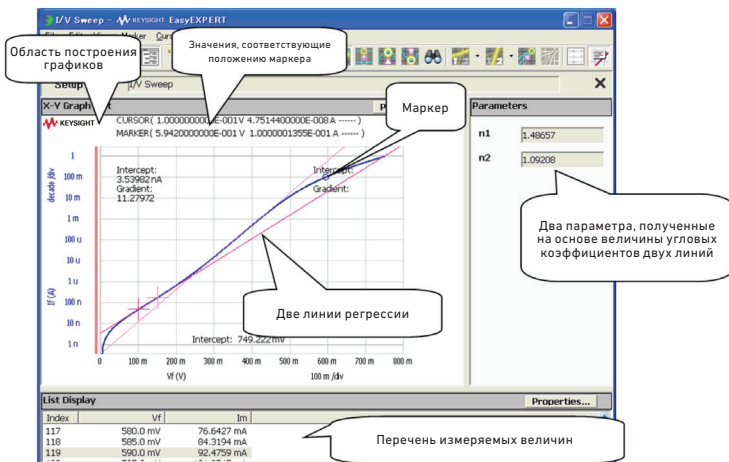 I/V Sweep - KEYSIGHT EasyEXPERT
Область построения
графиков
Значения, соответствующие
положению маркера
Setup
I/V Sweep
X-Y Graph
Маркер
Parameters
KEYSIGHT
CURSOR( 1.0000000000E-001V 4.7514400000E-008 A ------ )
MARKER( 5.9420000000E-001 V 1.0000001355E-001 A ------ )
n1
1.48657
n2
1.09208
decade /div
If (A)
1
100 m
10 m
1 m
100 u
10 u
1 u
100 n
10 n
1 n
Intercept:
3.53982nA
Gradient:
11.27972
Intercept:
Gradient:
Два параметра, полученные
на основе величины угловых
коэффициентов двух линий
Две линии регрессии
Intercept: 749.222mV
0 100 m 200 m 300 m 400 m 500 m 600 m 700 m 800 m
Vf (V)
100 m /div
List Display
Properties...
Index Vf Im
117 580.0 mV 76.6427 mA
118 585.0 mV 84.3194 mA
119 590.0 mV 92.4759 mA
Перечень измеряемых величин